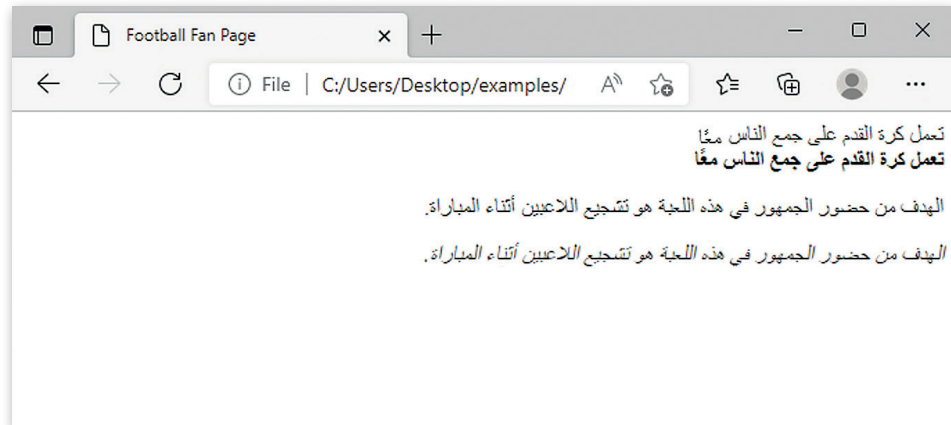 Football Fan Page
File | C:/Users/Desktop/examples/
تعمل كرة القدم على جمع الناس معًا
تعمل كرة القدم على جمع الناس معًا
الهدف من حضور الجمهور في هذه اللعبة هو تشجيع اللاعبين أثناء المباراة.
الهدف من حضور الجمهور في هذه اللعبة هو تشجيع اللاعبين أثناء المباراة.